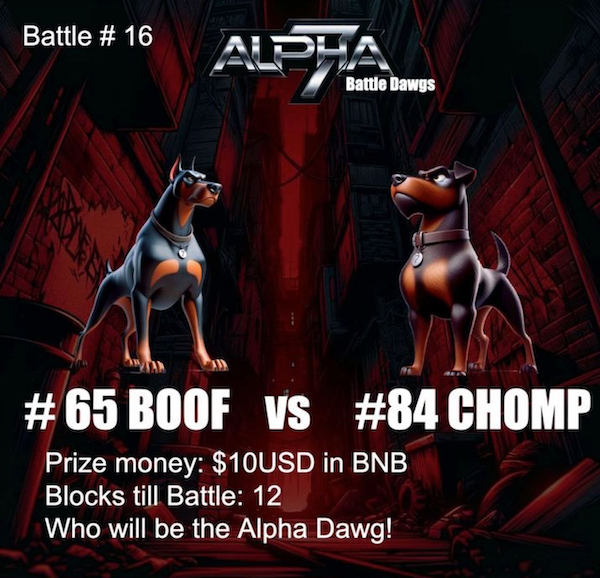 Battle # 16
ALPHA 7
Battle Dawgs
# 65 BOOF vs #84 CHOMP
Prize money: $10USD in BNB
Blocks till Battle: 12
Who will be the Alpha Dawg!